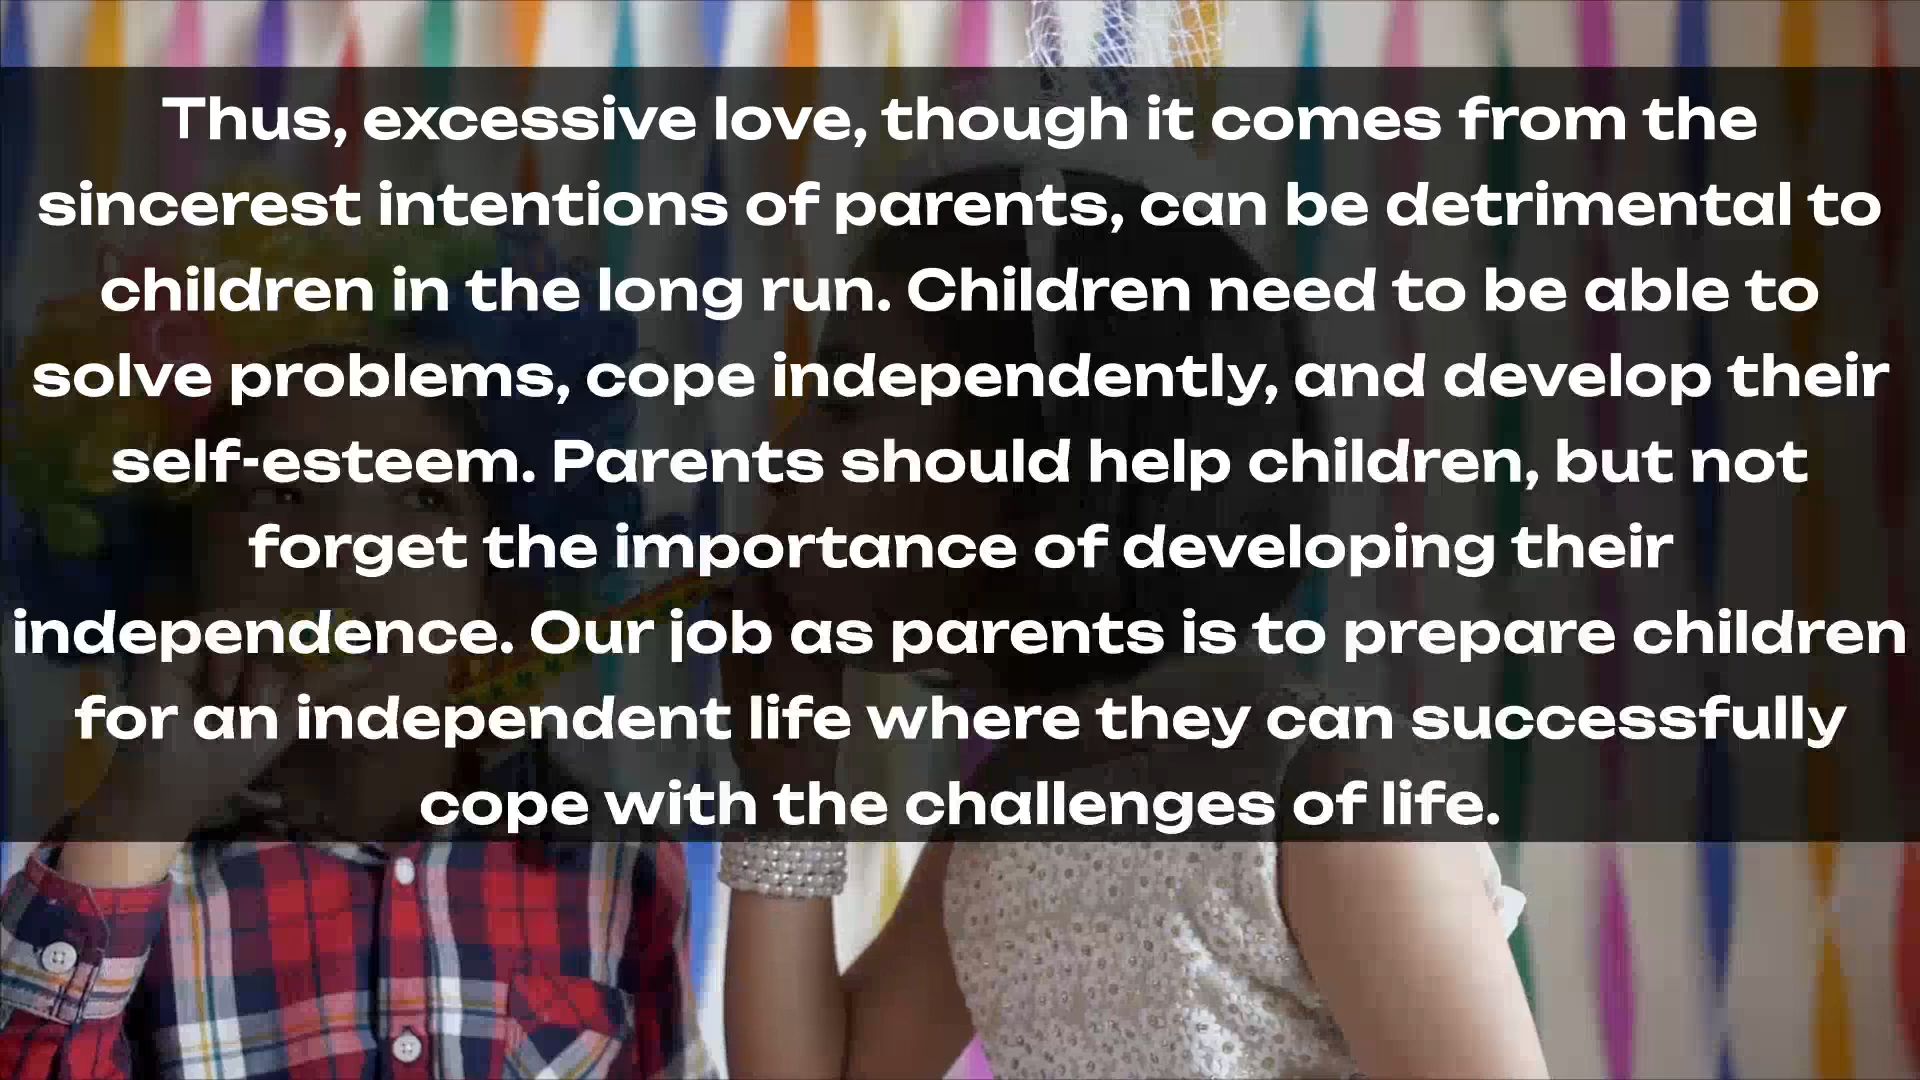 Thus, excessive love, though it comes from the
sincerest intentions of parents, can be detrimental to
children in the long run. Children need to be able to
solve problems, cope independently, and develop their
self-esteem. Parents should help children, but not
forget the importance of developing their
independence. Our job as parents is to prepare children
for an independent life where they can successfully
cope with the challenges of life.